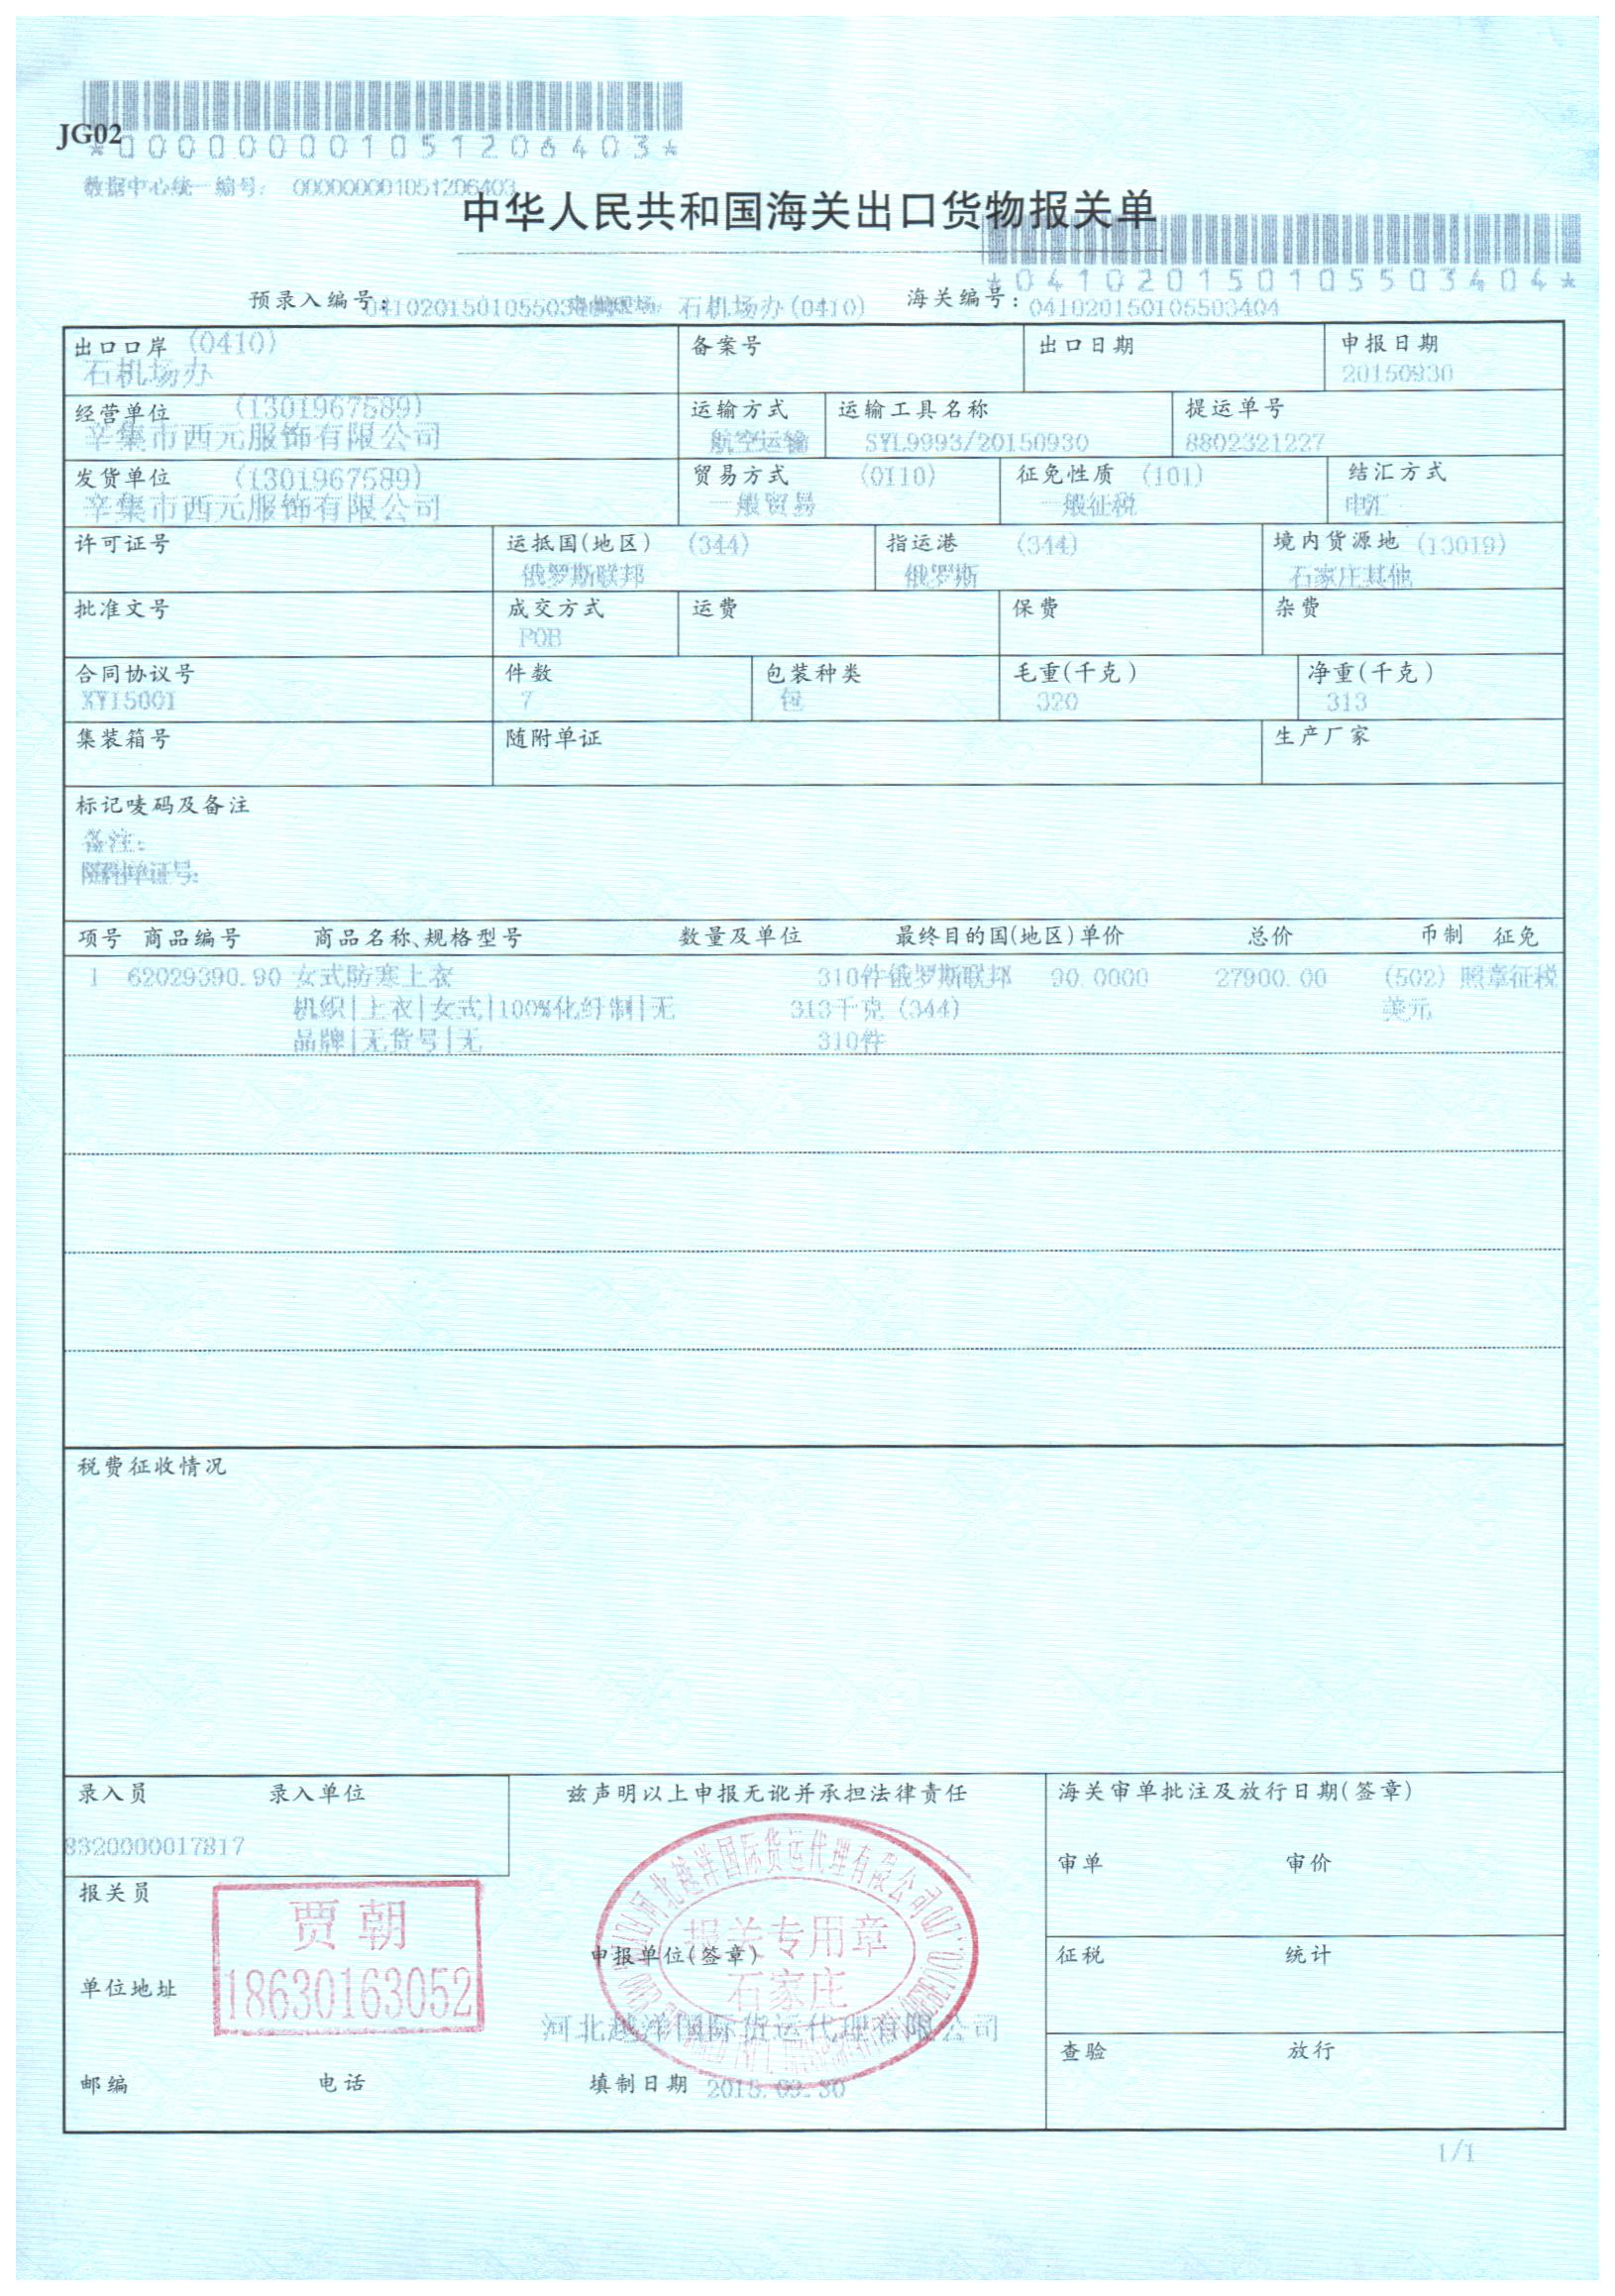 JG02
*000000001051206403*
数据中心统一编号： 000000001051206403
中华人民共和国海关出口货物报关单
*041020150105503404*
预录入编号： 石机场办(0410) 海关编号：041020150105503404
出口口岸 (0410) 备案号 出口日期 申报日期
石机场办 20150930
经营单位 (1301967589) 运输方式 运输工具名称 提运单号
辛集市西元服饰有限公司 航空运输 SYL9993/20150930 8802321227
发货单位 (1301967589) 贸易方式 (0110) 征免性质 (101) 结汇方式
辛集市西元服饰有限公司 一般贸易 一般征税 电汇
许可证号 运抵国(地区) (344) 指运港 (344) 境内货源地 (13019)
俄罗斯联邦 俄罗斯 石家庄其他
批准文号 成交方式 运费 保费 杂费
FOB
合同协议号 件数 包装种类 毛重(千克) 净重(千克)
XY15001 7 包 320 313
集装箱号 随附单证 生产厂家
标记唛码及备注
备注：
随附单证号：
项号 商品编号 商品名称、规格型号 数量及单位 最终目的国(地区)单价 总价 币制 征免
1 62029390.90 女式防寒上衣 310件俄罗斯联邦 90.0000 27900.00 (502) 照章征税
机织|上衣|女式|100%化纤制|无 313千克 (344) 美元
品牌|无货号|无 310件
税费征收情况
录入员 录入单位 兹声明以上申报无讹并承担法律责任 海关审单批注及放行日期(签章)
8320000017817
审单 审价
报关员
贾朝
18630163052
河北越洋国际货运代理有限公司
报关专用章
石家庄
申报单位(签章) 征税 统计
单位地址
河北越洋国际货运代理有限公司
查验 放行
邮编 电话 填制日期
1/1